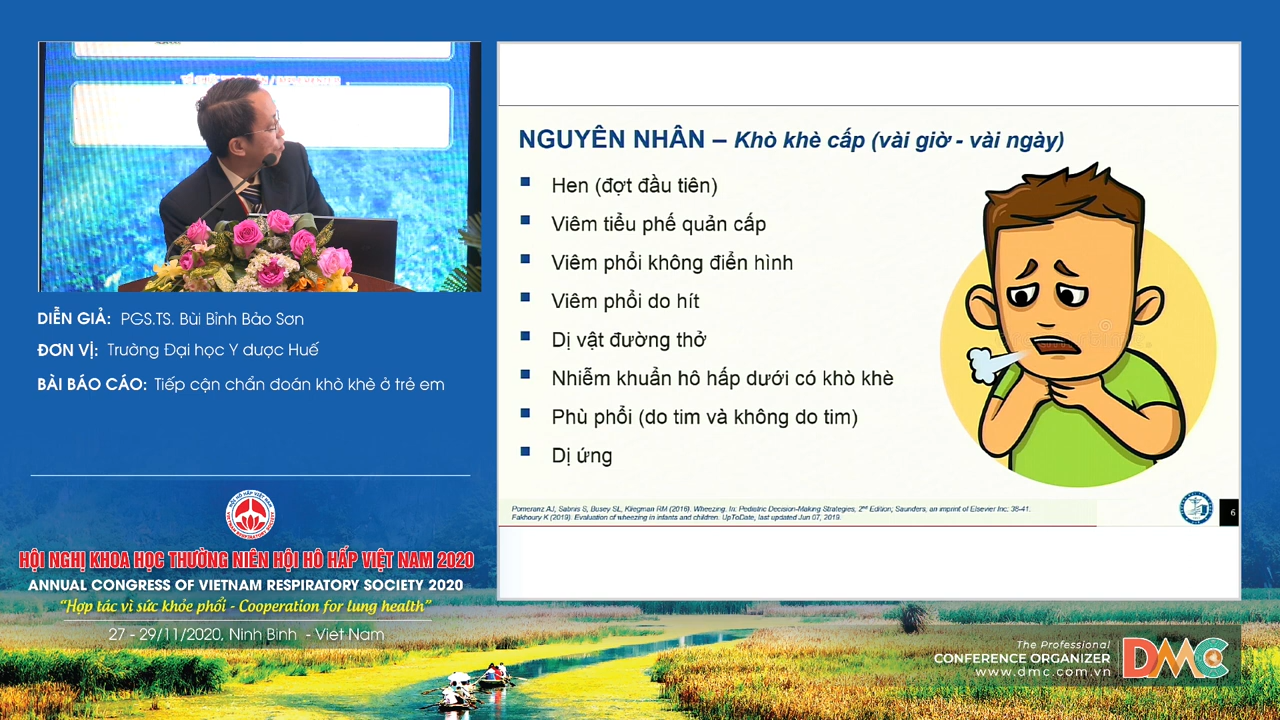 DIỄN GIẢ: PGS.TS. Bùi Bỉnh Bảo Sơn
ĐƠN VỊ: Trường Đại học Y dược Huế
BÀI BÁO CÁO: Tiếp cận chẩn đoán khò khè ở trẻ em
HỘI HÔ HẤP VIỆT NAM
HỘI NGHỊ KHOA HỌC THƯỜNG NIÊN HỘI HÔ HẤP VIỆT NAM 2020
ANNUAL CONGRESS OF VIETNAM RESPIRATORY SOCIETY 2020
“Hợp tác vì sức khỏe phổi - Cooperation for lung health”
27 - 29/11/2020, Ninh Bình - Việt Nam
NGUYÊN NHÂN – Khò khè cấp (vài giờ - vài ngày)
Hen (đợt đầu tiên)
Viêm tiểu phế quản cấp
Viêm phổi không điển hình
Viêm phổi do hít
Dị vật đường thở
Nhiễm khuẩn hô hấp dưới có khò khè
Phù phổi (do tim và không do tim)
Dị ứng
Pomeranz AJ, Sabnis S, Busey SL, Kliegman RM (2016). Wheezing. In: Pediatric Decision-Making Strategies, 2nd Edition; Saunders, an imprint of Elsevier Inc: 38-41.
Fakhoury K (2019). Evaluation of wheezing in infants and children. UpToDate, last updated Jun 07, 2019.
6
The Professional
CONFERENCE ORGANIZER
www.dmc.com.vn
DMC